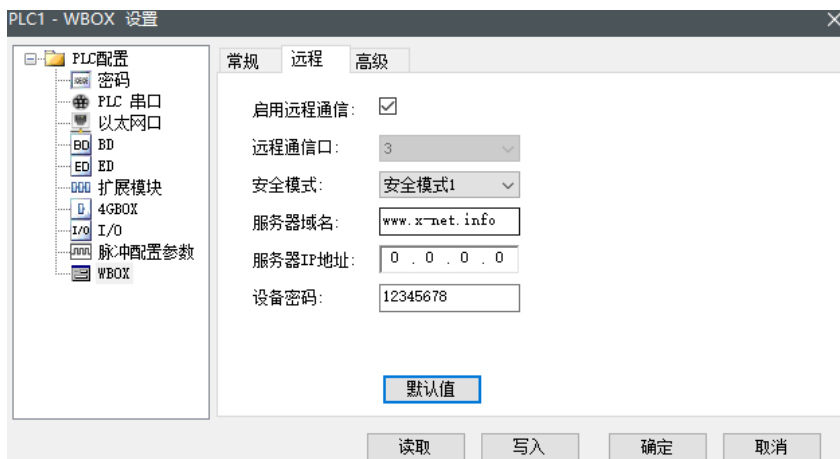 PLC1 - WBOX 设置
PLC配置
密码
PLC 串口
以太网口
BD BD
ED ED
扩展模块
D 4GBOX
I/O I/O
脉冲配置参数
WBOX
常规 远程 高级
启用远程通信:
远程通信口: 3
安全模式: 安全模式1
服务器域名: www.x-net.info
服务器IP地址: 0 . 0 . 0 . 0
设备密码: 12345678
默认值
读取 写入 确定 取消